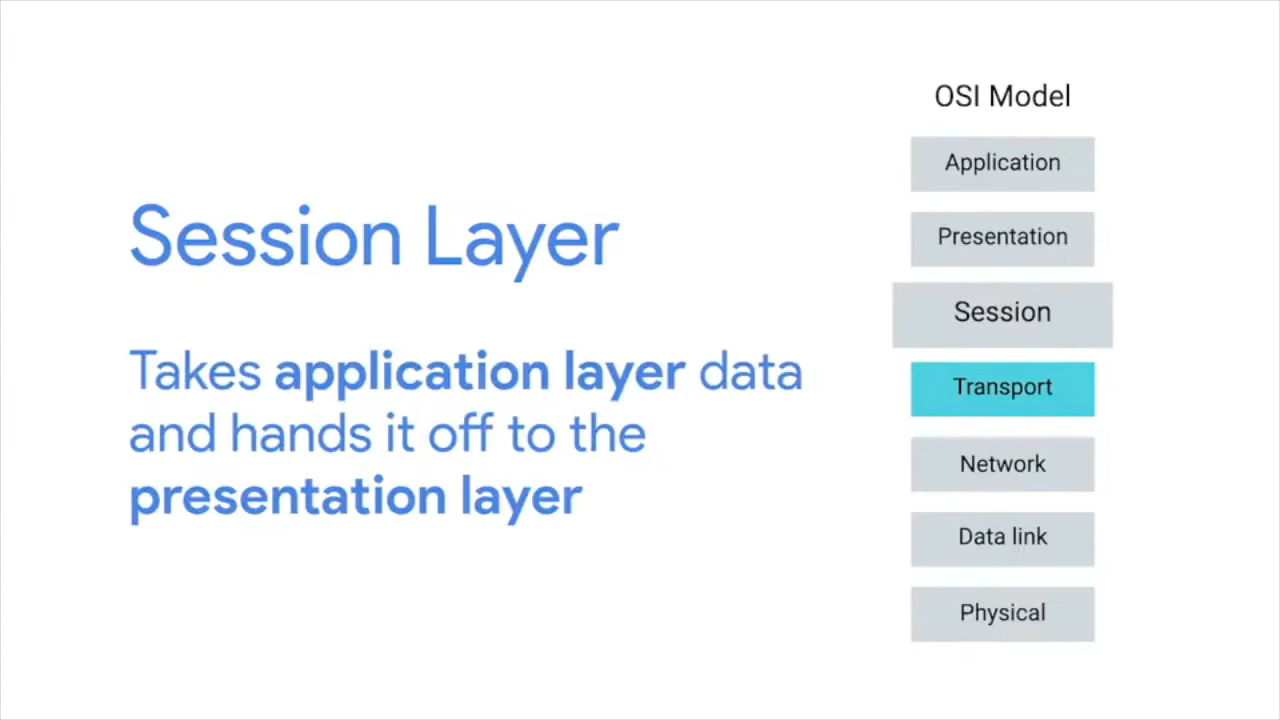 Session Layer
Takes application layer data
and hands it off to the
presentation layer
OSI Model
Application
Presentation
Session
Transport
Network
Data link
Physical